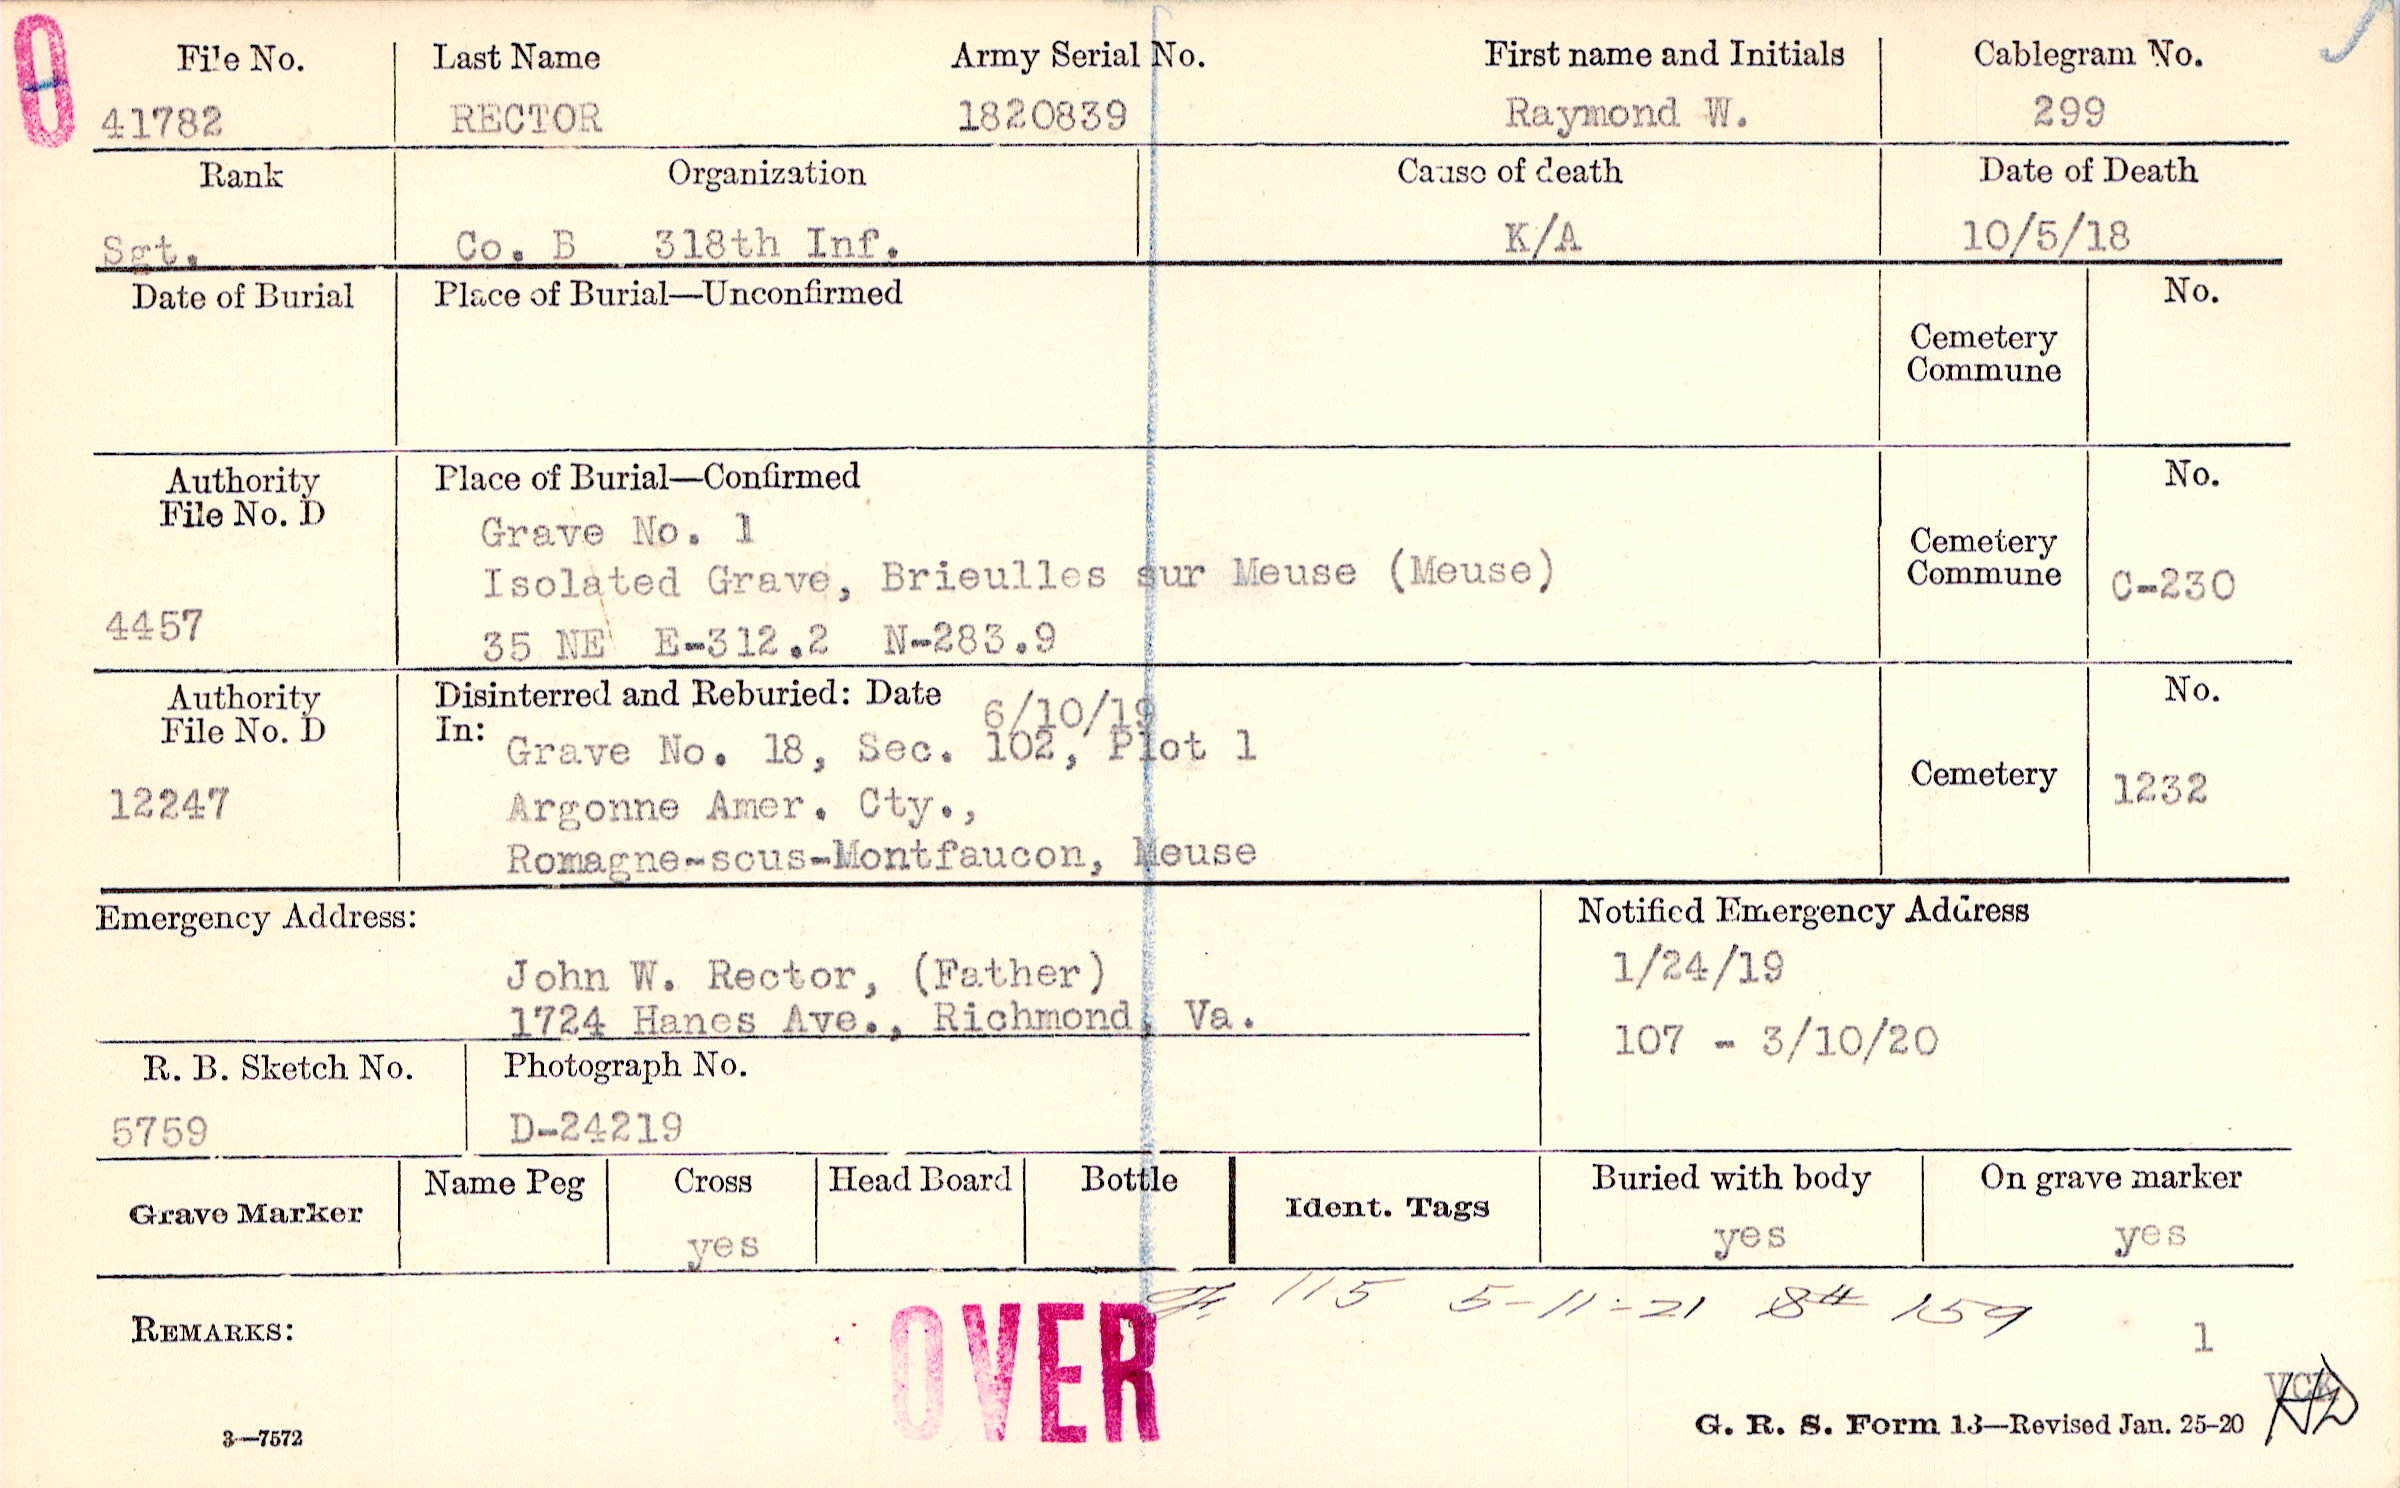 0
File No. Last Name Army Serial No. First name and Initials Cablegram No.
41782 RECTOR 1820839 Raymond W. 299
Rank Organization Cause of death Date of Death
Sgt. Co. B 318th Inf. K/A 10/5/18
Date of Burial Place of Burial—Unconfirmed No.
Cemetery
Commune
Authority Place of Burial—Confirmed No.
File No. D
Grave No. 1
Cemetery
Isolated Grave, Brieulles sur Meuse (Meuse) Commune C-230
4457 35 NE E-312.2 N-283.9
Authority Disinterred and Reburied: Date 6/10/19 No.
File No. D In:
Grave No. 18, Sec. 102, Plot 1
Cemetery 1232
12247 Argonne Amer. Cty.,
Romagne-sous-Montfaucon, Meuse
Emergency Address: Notified Emergency Address
John W. Rector, (Father) 1/24/19
1724 Hanes Ave., Richmond, Va.
107 - 3/10/20
R. B. Sketch No. Photograph No.
5759 D-24219
Grave Marker Name Peg Cross Head Board Bottle Ident. Tags Buried with body On grave marker
yes yes yes
115 5-11-21 8# 159
REMARKS: OVER 1
VCK
3—7572 G. R. S. Form 13—Revised Jan. 25-20